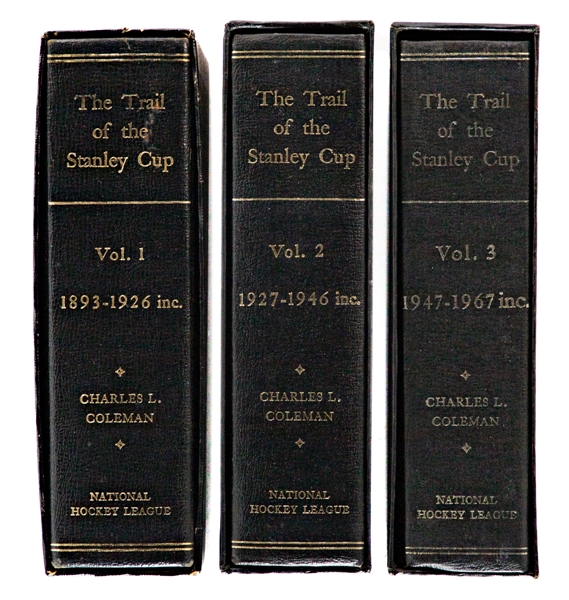 The Trail
of the
Stanley Cup
Vol. 1
1893-1926 inc.
CHARLES L.
COLEMAN
NATIONAL
HOCKEY LEAGUE
The Trail
of the
Stanley Cup
Vol. 2
1927-1946 inc.
CHARLES L.
COLEMAN
NATIONAL
HOCKEY LEAGUE
The Trail
of the
Stanley Cup
Vol. 3
1947-1967 inc.
CHARLES L.
COLEMAN
NATIONAL
HOCKEY LEAGUE